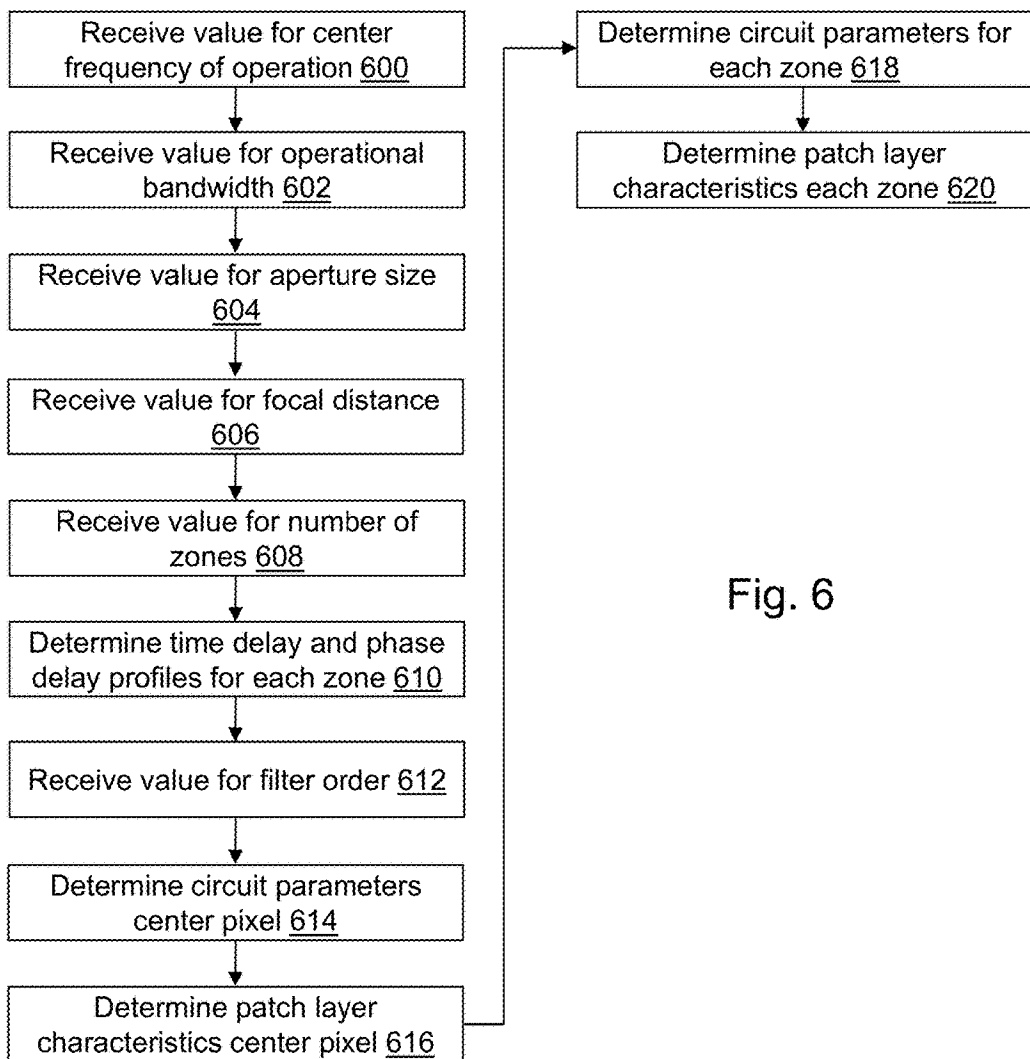 Receive value for center
frequency of operation 600
Receive value for operational
bandwidth 602
Receive value for aperture size
604
Receive value for focal distance
606
Receive value for number of
zones 608
Determine time delay and phase
delay profiles for each zone 610
Receive value for filter order 612
Determine circuit parameters
center pixel 614
Determine patch layer
characteristics center pixel 616
Determine circuit parameters for
each zone 618
Determine patch layer
characteristics each zone 620
Fig. 6